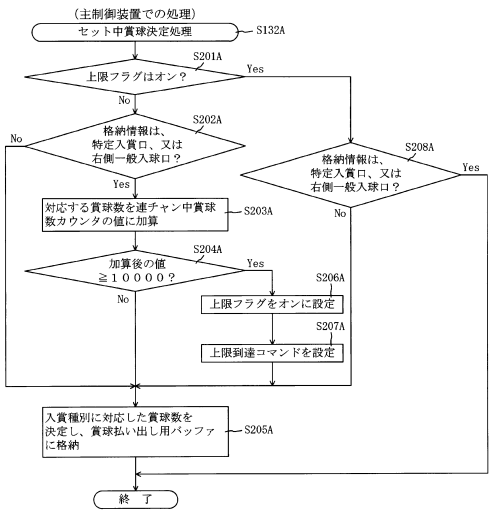 （主制御装置での処理）
セット中賞球決定処理
S132A
S201A
上限フラグはオン？
Yes
No
S202A
格納情報は、
特定入賞口、又は
右側一般入球口？
No
Yes
S208A
格納情報は、
特定入賞口、又は
右側一般入球口？
Yes
No
対応する賞球数を連チャン中賞球
数カウンタの値に加算
S203A
S204A
加算後の値
≧１００００？
Yes
No
S206A
上限フラグをオンに設定
S207A
上限到達コマンドを設定
入賞種別に対応した賞球数を
決定し、賞球払い出し用バッファ
に格納
S205A
終 了